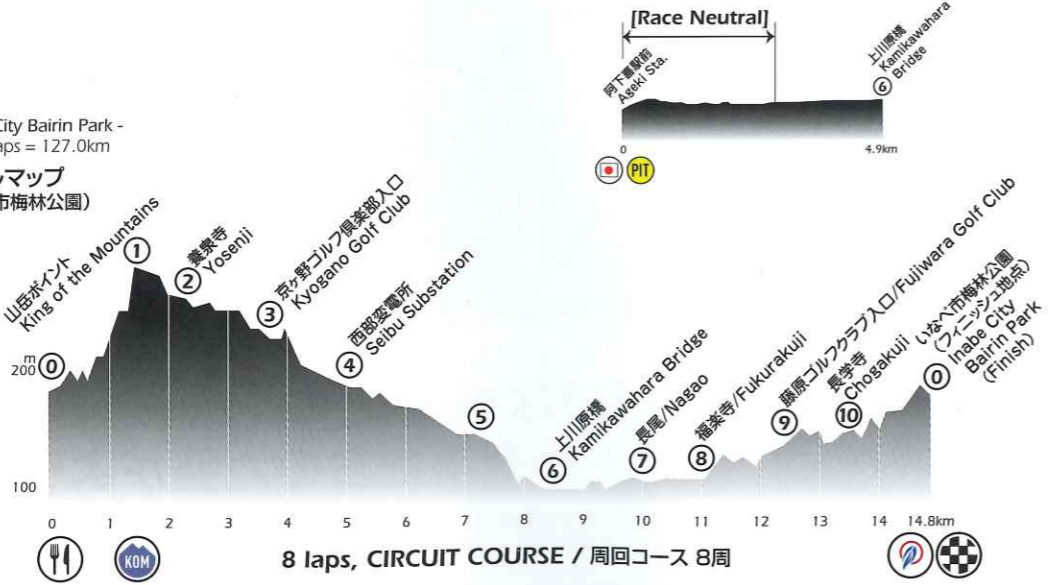 [Race Neutral]
阿下喜駅前
Ageki Sta.
上川原橋
Kamikawahara
Bridge
6
0
4.9km
PIT
City Bairin Park -
aps = 127.0km
マップ
市梅林公園）
山岳ポイント
King of the Mountains
0
1
2
養泉寺
Yosenji
3
京ヶ野ゴルフ倶楽部入口
Kyogano Golf Club
4
西部変電所
Seibu Substation
5
6
上川原橋
Kamikawahara Bridge
7
長尾/Nagao
8
福楽寺/Fukurakuji
9
藤原ゴルフクラブ入口/Fujiwara Golf Club
10
長学寺
Chogakuji
0
いなべ市梅林公園
（フィニッシュ地点）
Inabe City
Bairin Park
(Finish)
m
200
100
0 1 2 3 4 5 6 7 8 9 10 11 12 13 14 14.8km
KOM
8 laps, CIRCUIT COURSE / 周回コース 8周